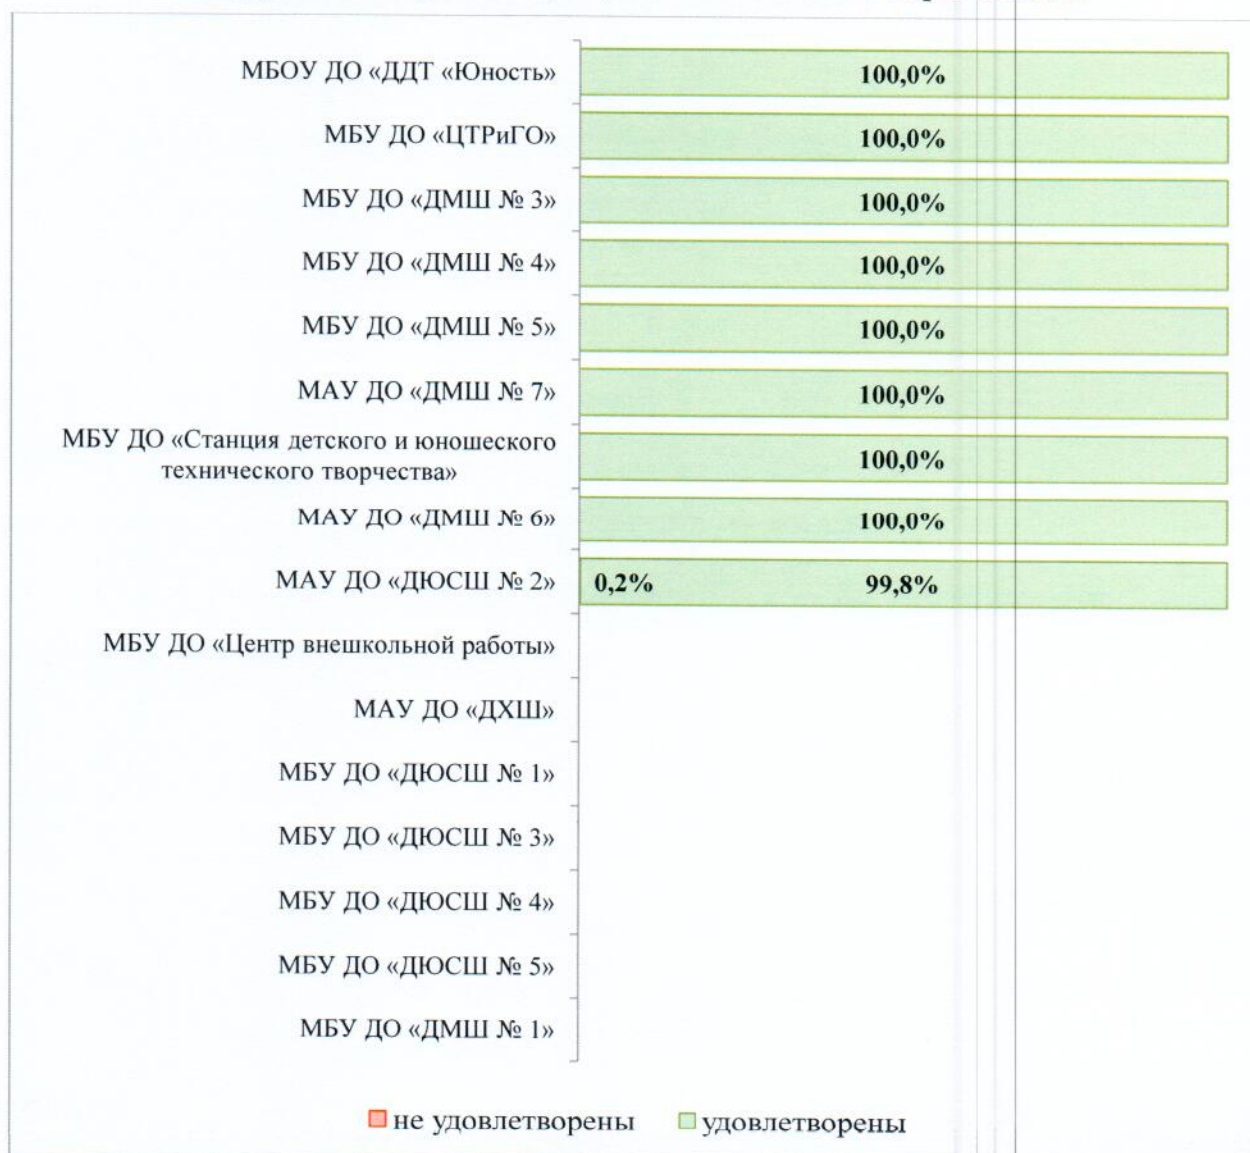 МБОУ ДО «ДДТ «Юность»
100,0%
МБУ ДО «ЦТРиГО»
100,0%
МБУ ДО «ДМШ № 3»
100,0%
МБУ ДО «ДМШ № 4»
100,0%
МБУ ДО «ДМШ № 5»
100,0%
МАУ ДО «ДМШ № 7»
100,0%
МБУ ДО «Станция детского и юношеского
технического творчества»
100,0%
МАУ ДО «ДМШ № 6»
100,0%
МАУ ДО «ДЮСШ № 2»
0,2% 99,8%
МБУ ДО «Центр внешкольной работы»
МАУ ДО «ДХШ»
МБУ ДО «ДЮСШ № 1»
МБУ ДО «ДЮСШ № 3»
МБУ ДО «ДЮСШ № 4»
МБУ ДО «ДЮСШ № 5»
МБУ ДО «ДМШ № 1»
не удовлетворены удовлетворены